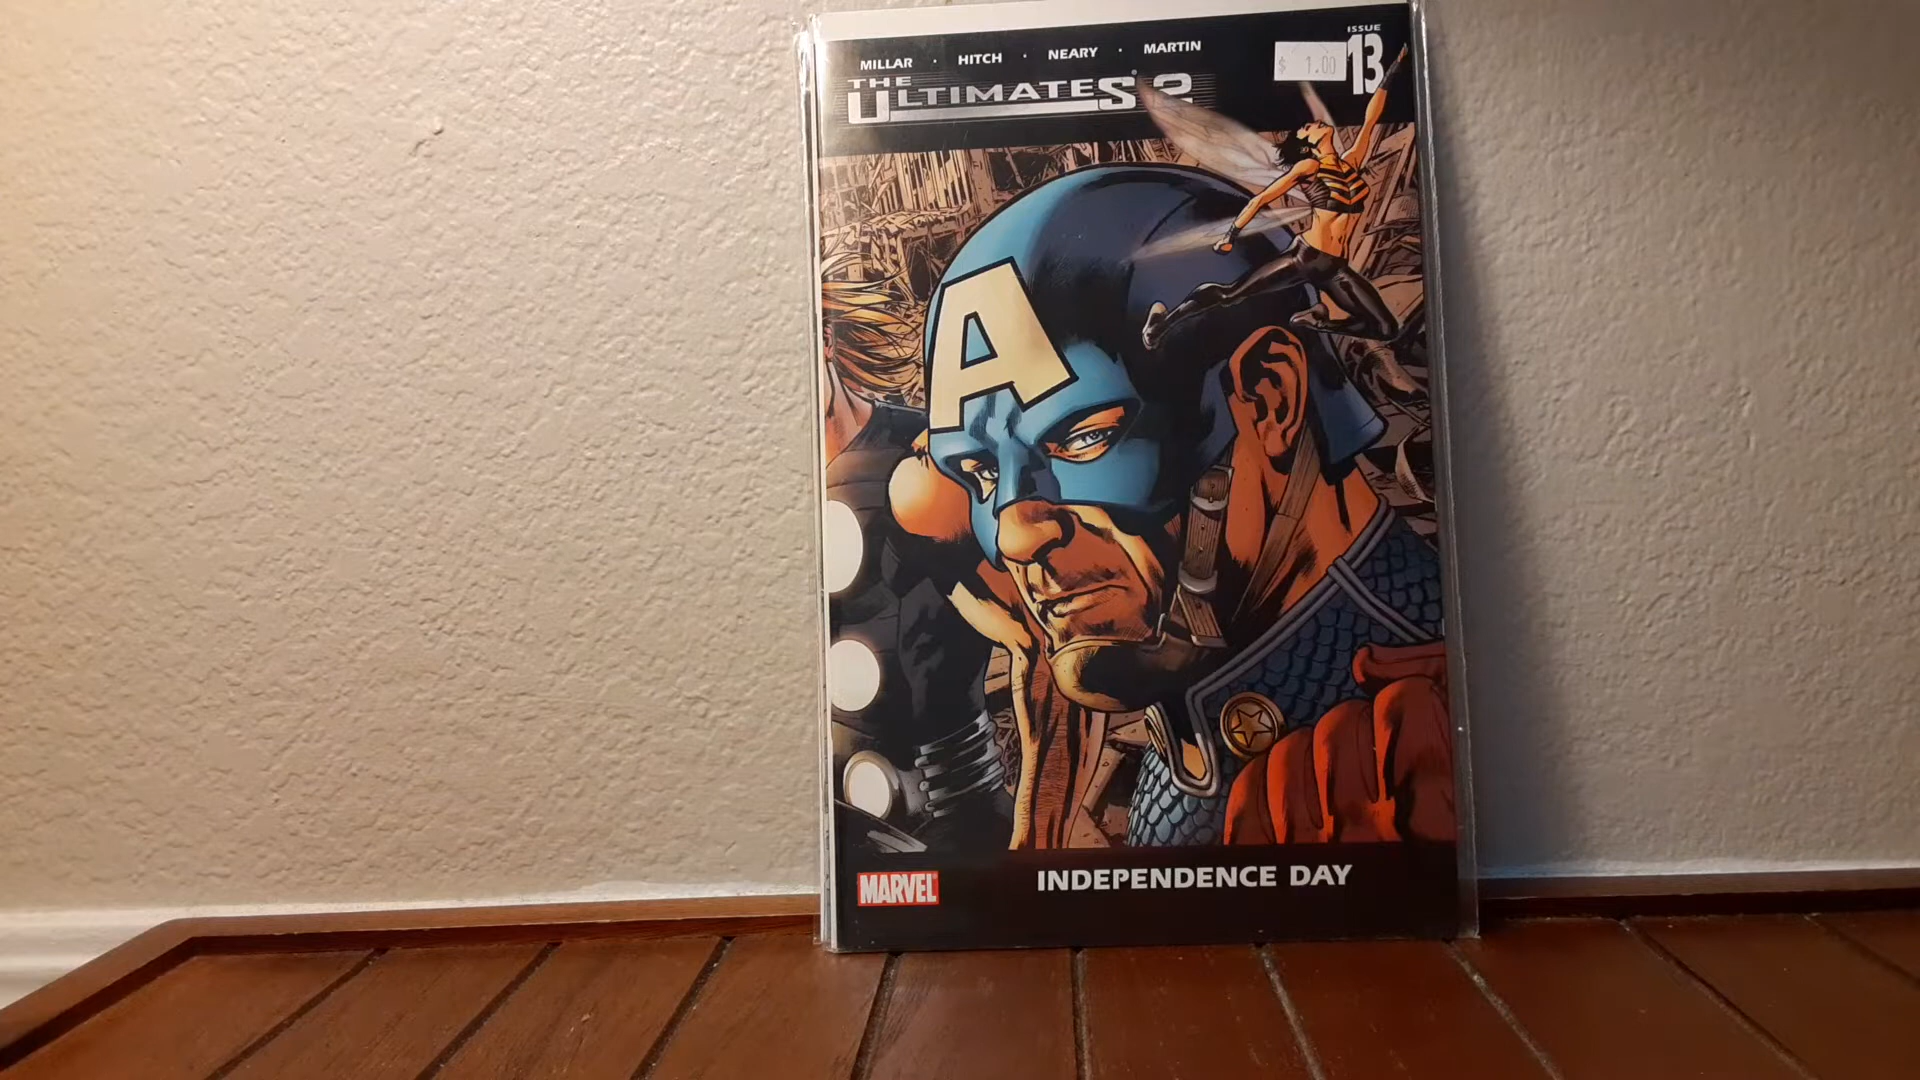 MILLAR · HITCH · NEARY · MARTIN
THE
ULTIMATES 2
ISSUE
13
$ 1.00
A
MARVEL
INDEPENDENCE DAY